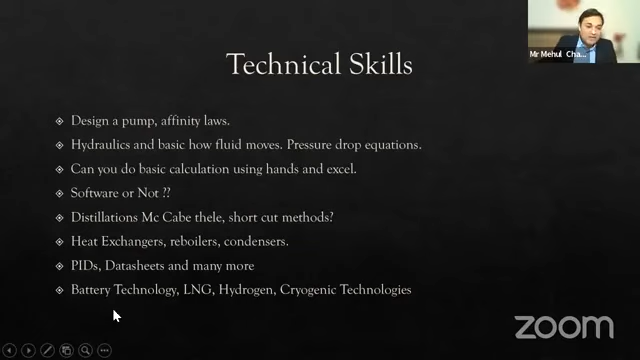 Technical Skills
Design a pump, affinity laws.
Hydraulics and basic how fluid moves. Pressure drop equations.
Can you do basic calculation using hands and excel.
Software or Not ??
Distillations Mc Cabe thele, short cut methods?
Heat Exchangers, reboilers, condensers.
PIDs, Datasheets and many more
Battery Technology, LNG, Hydrogen, Cryogenic Technologies
Mr Mehul Cha...
zoom